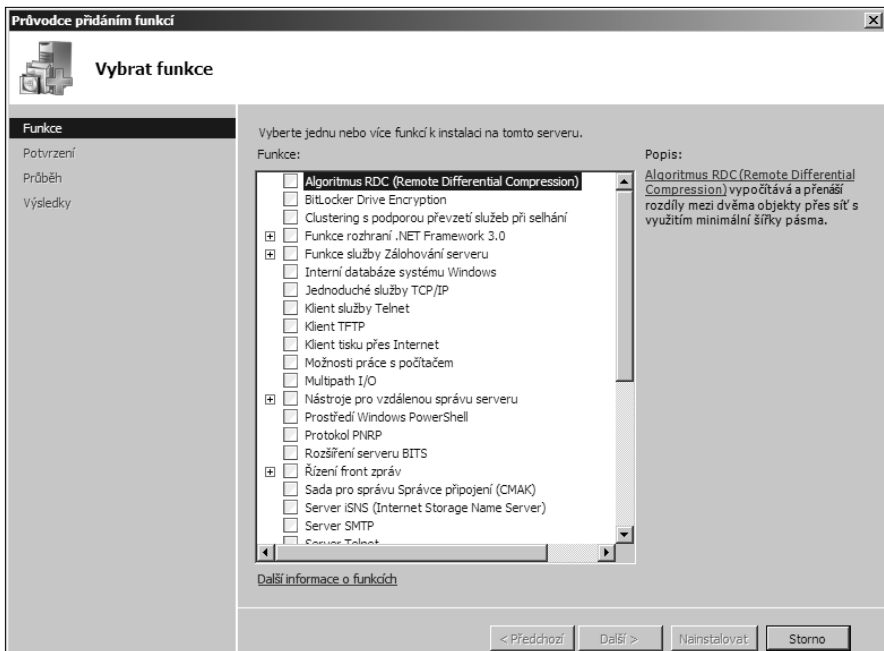 Průvodce přidáním funkcí
Vybrat funkce
Funkce
Potvrzení
Průběh
Výsledky
Vyberte jednu nebo více funkcí k instalaci na tomto serveru.
Funkce:
Algoritmus RDC (Remote Differential Compression)
BitLocker Drive Encryption
Clustering s podporou převzetí služeb při selhání
Funkce rozhraní .NET Framework 3.0
Funkce služby Zálohování serveru
Interní databáze systému Windows
Jednoduché služby TCP/IP
Klient služby Telnet
Klient TFTP
Klient tisku přes Internet
Možnosti práce s počítačem
Multipath I/O
Nástroje pro vzdálenou správu serveru
Prostředí Windows PowerShell
Protokol PNRP
Rozšíření serveru BITS
Řízení front zpráv
Sada pro správu Správce připojení (CMAK)
Server iSNS (Internet Storage Name Server)
Server SMTP
Server Telnet
Popis:
Algoritmus RDC (Remote Differential
Compression) vypočítává a přenáší
rozdíly mezi dvěma objekty přes síť s
využitím minimální šířky pásma.
Další informace o funkcích
< Předchozí
Další >
Nainstalovat
Storno